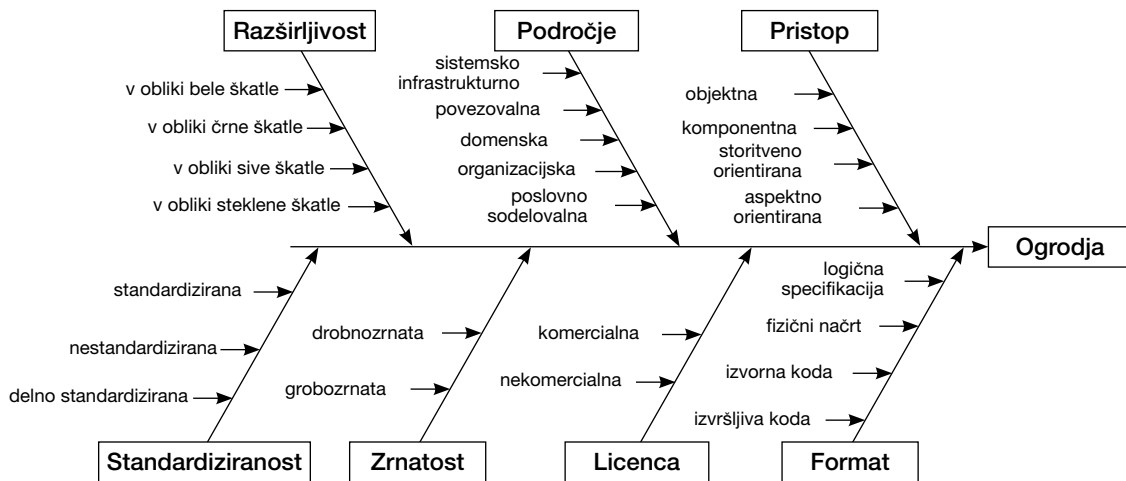 Razširljivost
Področje
Pristop
v obliki bele škatle
v obliki črne škatle
v obliki sive škatle
v obliki steklene škatle
sistemsko
infrastrukturno
povezovalna
domenska
organizacijska
poslovno
sodelovalna
objektna
komponentna
storitveno
orientirana
aspektno
orientirana
Ogrodja
standardizirana
nestandardizirana
delno standardizirana
drobnozrnata
grobozrnata
komercialna
nekomercialna
logična
specifikacija
fizični načrt
izvorna koda
izvršljiva koda
Standardiziranost
Zrnatost
Licenca
Format